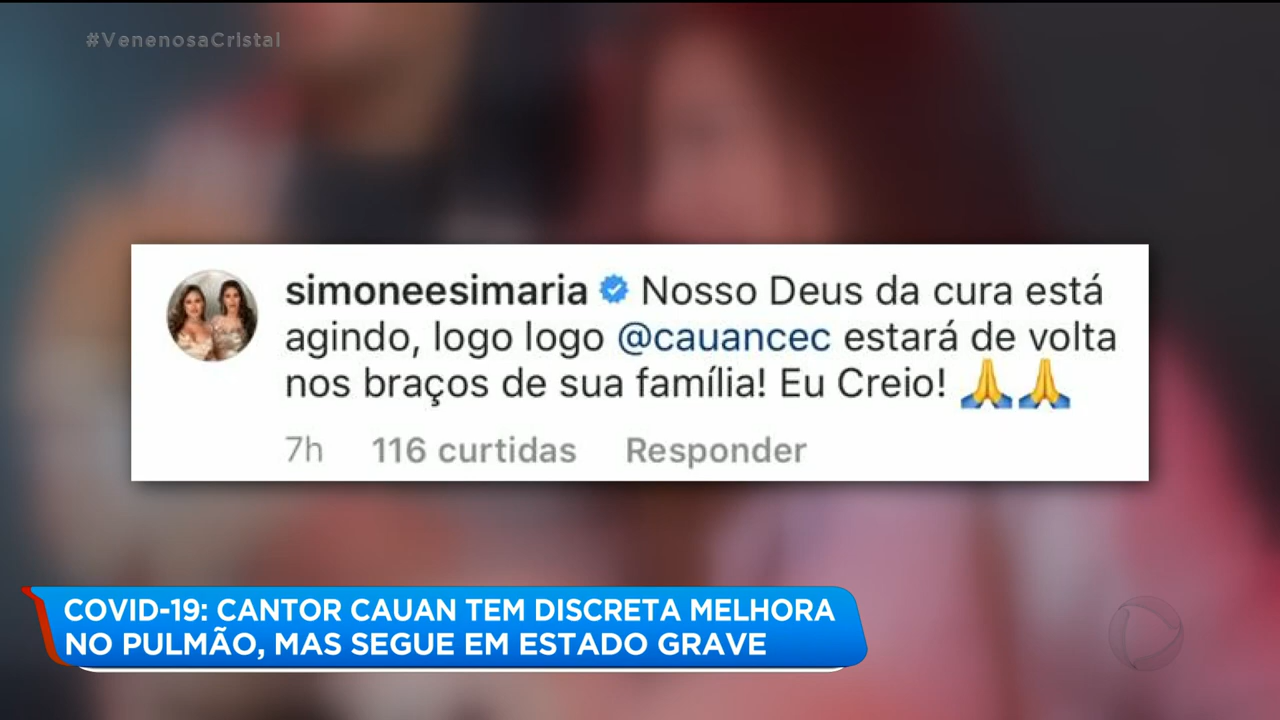 #VenenosaCristal
simoneesimaria Nosso Deus da cura está
agindo, logo logo @cauancec estará de volta
nos braços de sua família! Eu Creio! 🙏🙏
7h 116 curtidas Responder
COVID-19: CANTOR CAUAN TEM DISCRETA MELHORA
NO PULMÃO, MAS SEGUE EM ESTADO GRAVE